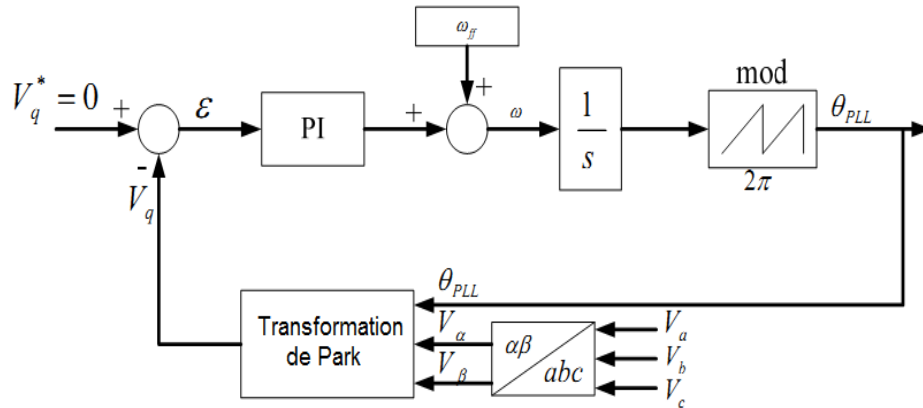 ω_ff
V_q^* = 0
+
ε
PI
+
+
ω
1/s
mod
2π
θ_PLL
-
V_q
Transformation
de Park
θ_PLL
V_α
V_β
αβ
abc
V_a
V_b
V_c